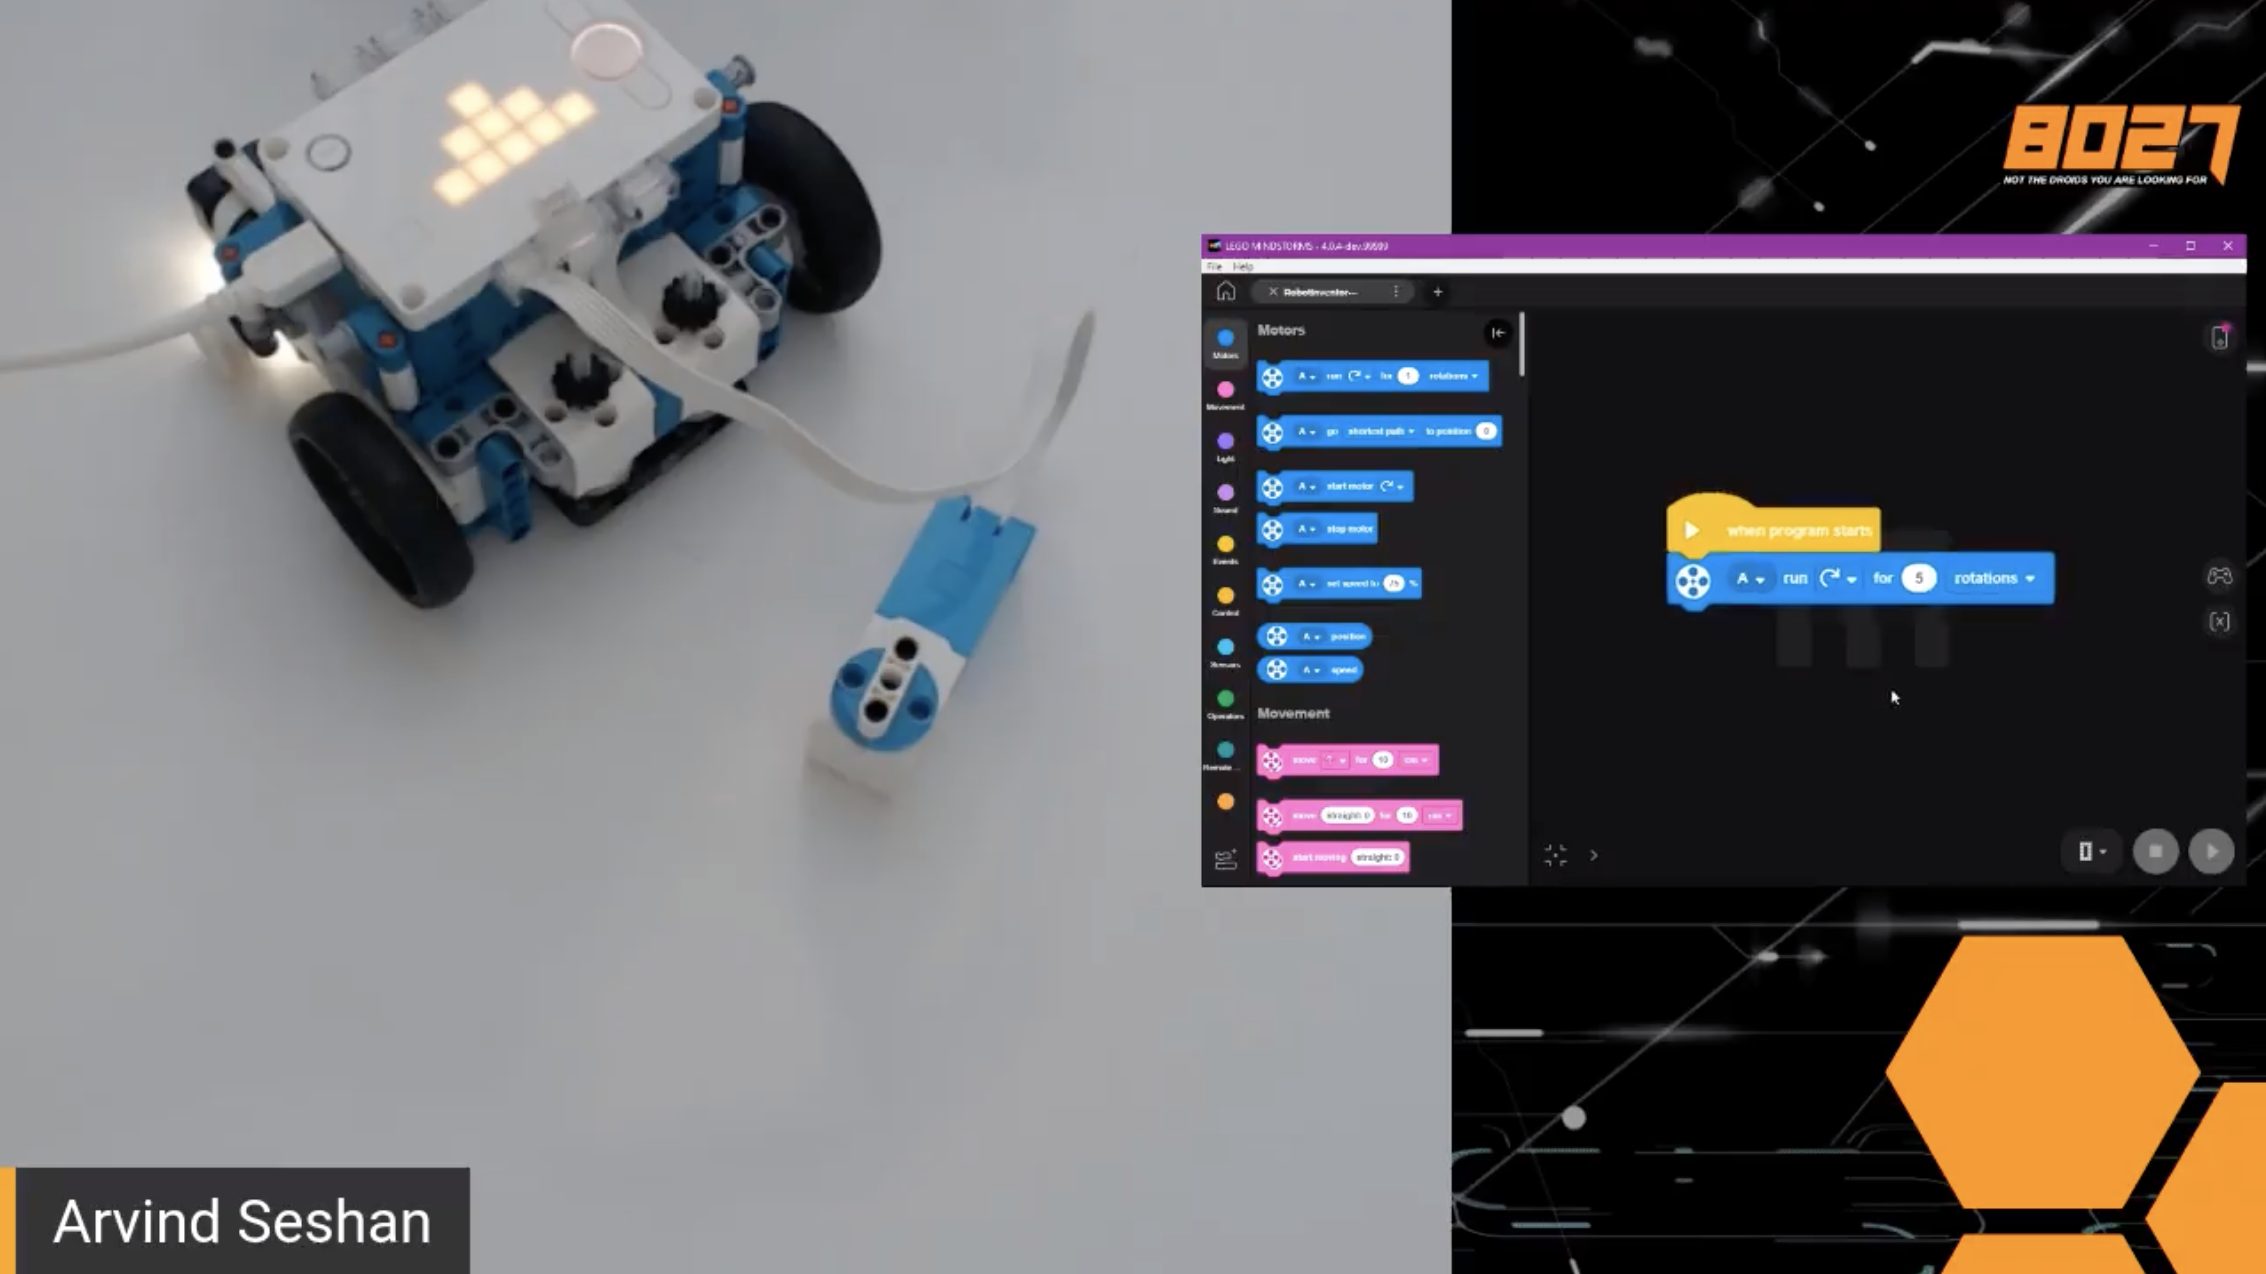 8027
NOT THE DROIDS YOU ARE LOOKING FOR
LEGO MINDSTORMS - 4.0.4-dev.99999
File Help
RobotInventor...
Motors
Motors
A run for 1 rotations
Movement
A go shortest path to position 0
Light
A start motor
Sound
A stop motor
Events
A set speed to 75 %
Control
A position
Sensors
A speed
Operators
Movement
Remote ...
move for 10 cm
move straight: 0 for 10 cm
start moving straight: 0
when program starts
A run for 5 rotations
Arvind Seshan